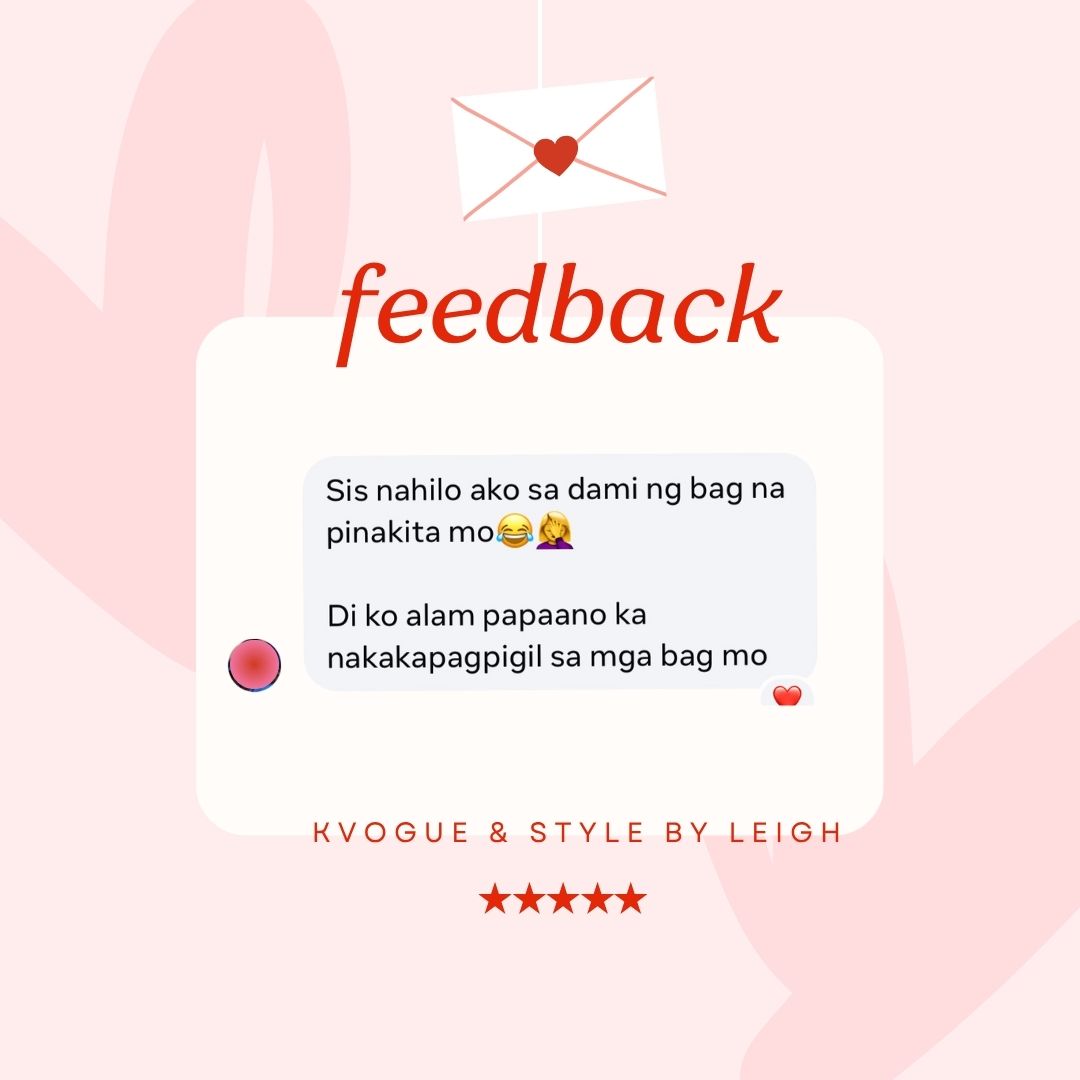 feedback
Sis nahilo ako sa dami ng bag na
pinakita mo😂🤦‍♀️
Di ko alam papaano ka
nakakapagpigil sa mga bag mo
KVOGUE & STYLE BY LEIGH